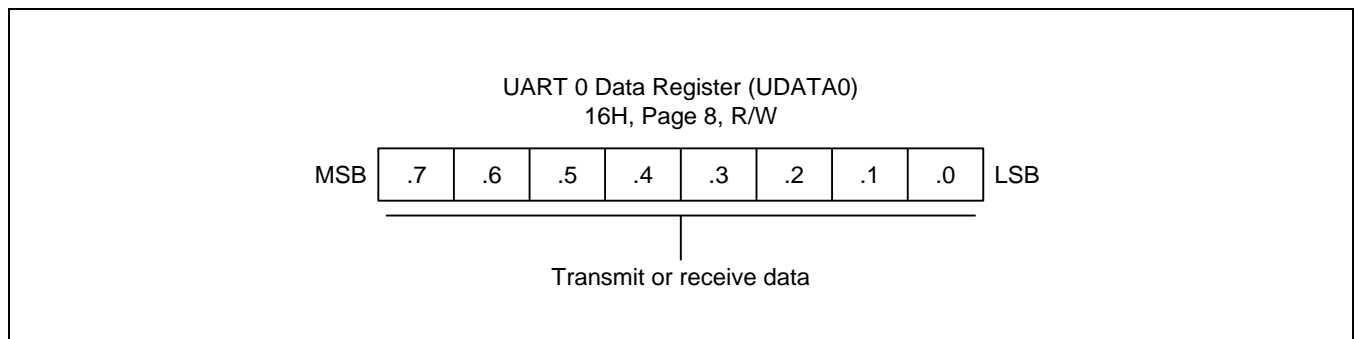 UART 0 Data Register (UDATA0)
16H, Page 8, R/W
MSB .7 .6 .5 .4 .3 .2 .1 .0 LSB
Transmit or receive data